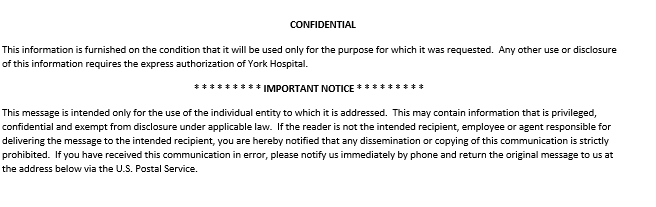 CONFIDENTIAL
This information is furnished on the condition that it will be used only for the purpose for which it was requested.  Any other use or disclosure
of this information requires the express authorization of York Hospital.
* * * * * * * * * IMPORTANT NOTICE * * * * * * * * *
This message is intended only for the use of the individual entity to which it is addressed.  This may contain information that is privileged,
confidential and exempt from disclosure under applicable law.  If the reader is not the intended recipient, employee or agent responsible for
delivering the message to the intended recipient, you are hereby notified that any dissemination or copying of this communication is strictly
prohibited.  If you have received this communication in error, please notify us immediately by phone and return the original message to us at
the address below via the U.S. Postal Service.